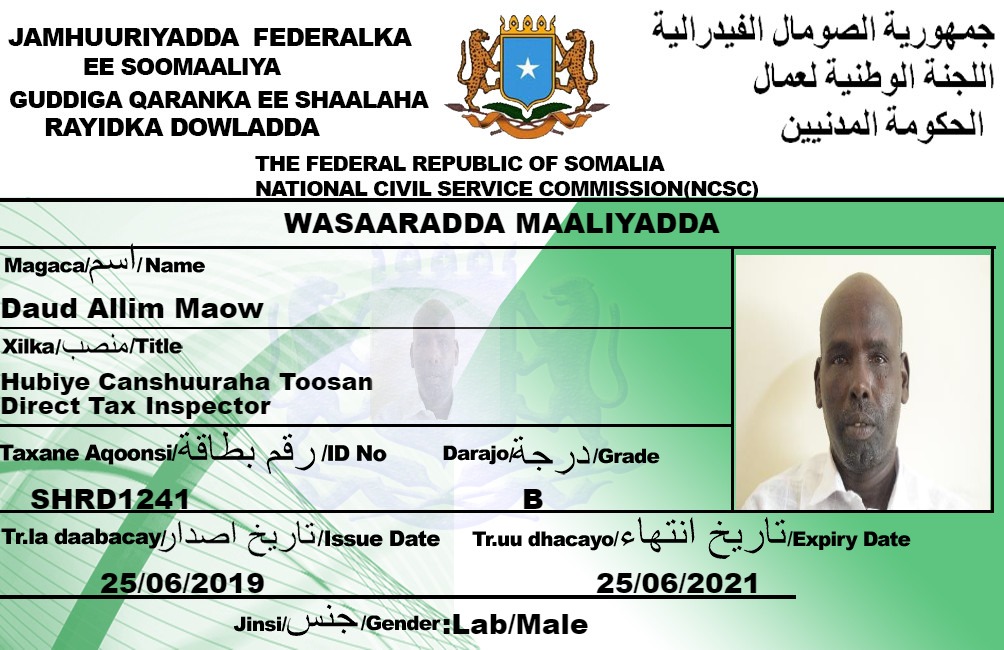 JAMHUURIYADDA FEDERALKA
EE SOOMAALIYA
GUDDIGA QARANKA EE SHAALAHA
RAYIDKA DOWLADDA
جمهورية الصومال الفيدرالية
اللجنة الوطنية لعمال
الحكومة المدنيين
THE FEDERAL REPUBLIC OF SOMALIA
NATIONAL CIVIL SERVICE COMMISSION(NCSC)
WASAARADDA MAALIYADDA
Magaca/اسم/Name
Daud Allim Maow
Xilka/منصب/Title
Hubiye Canshuuraha Toosan
Direct Tax Inspector
Taxane Aqoonsi/رقم بطاقة/ID No Darajo/درجة/Grade
SHRD1241 B
Tr.la daabacay/تاريخ اصدار/Issue Date Tr.uu dhacayo/تاريخ انتهاء/Expiry Date
25/06/2019 25/06/2021
Jinsi/جنس/Gender:Lab/Male